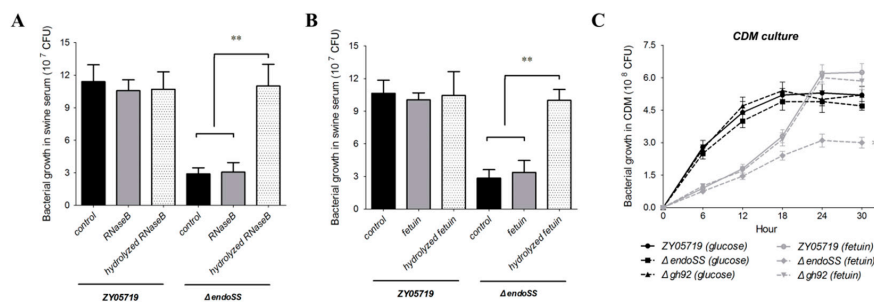 A
Bacterial growth in swine serum (10⁷ CFU)
15
12
9
6
3
0
**
control
RNaseB
hydrolyzed RNaseB
control
RNaseB
hydrolyzed RNaseB
ZY05719
ΔendoSS
B
Bacterial growth in swine serum (10⁷ CFU)
15
12
9
6
3
0
**
control
fetuin
hydrolyzed fetuin
control
fetuin
hydrolyzed fetuin
ZY05719
ΔendoSS
C
CDM culture
Bacterial growth in CDM (10⁸ CFU)
7.5
6.0
4.5
3.0
1.5
0.0
0
6
12
18
24
30
Hour
ZY05719 (glucose)
ΔendoSS (glucose)
Δgh92 (glucose)
ZY05719 (fetuin)
ΔendoSS (fetuin)
Δgh92 (fetuin)